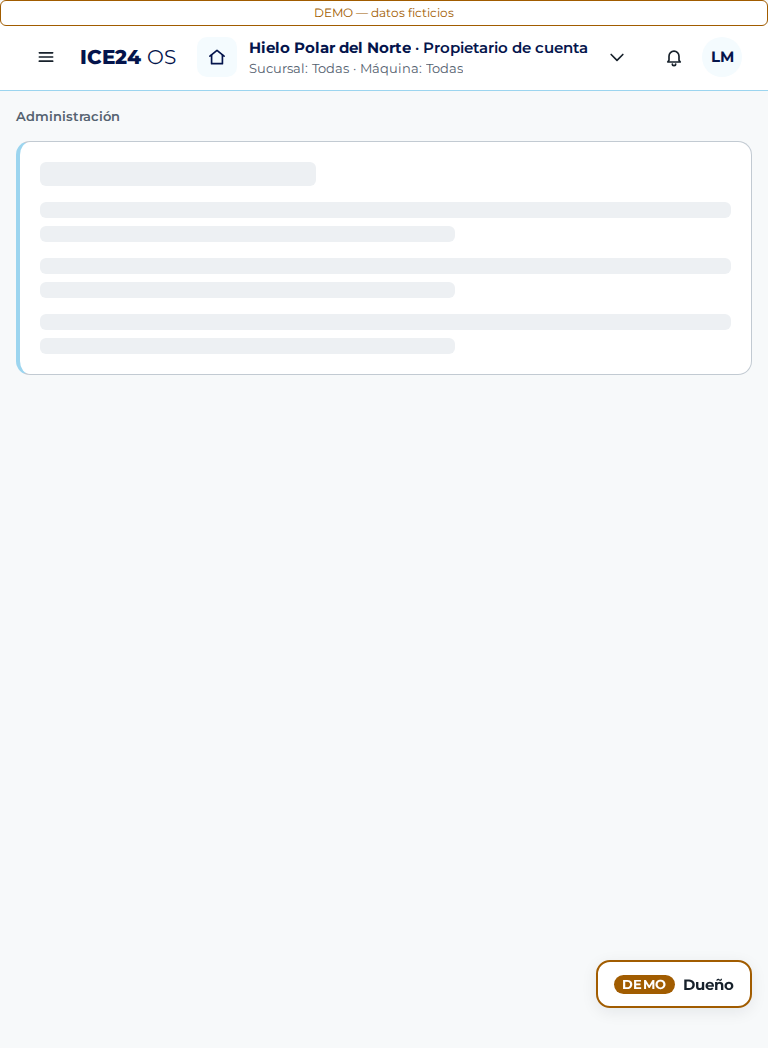 DEMO — datos ficticios
ICE24 OS
Hielo Polar del Norte · Propietario de cuenta
Sucursal: Todas · Máquina: Todas
LM
Administración
DEMO Dueño